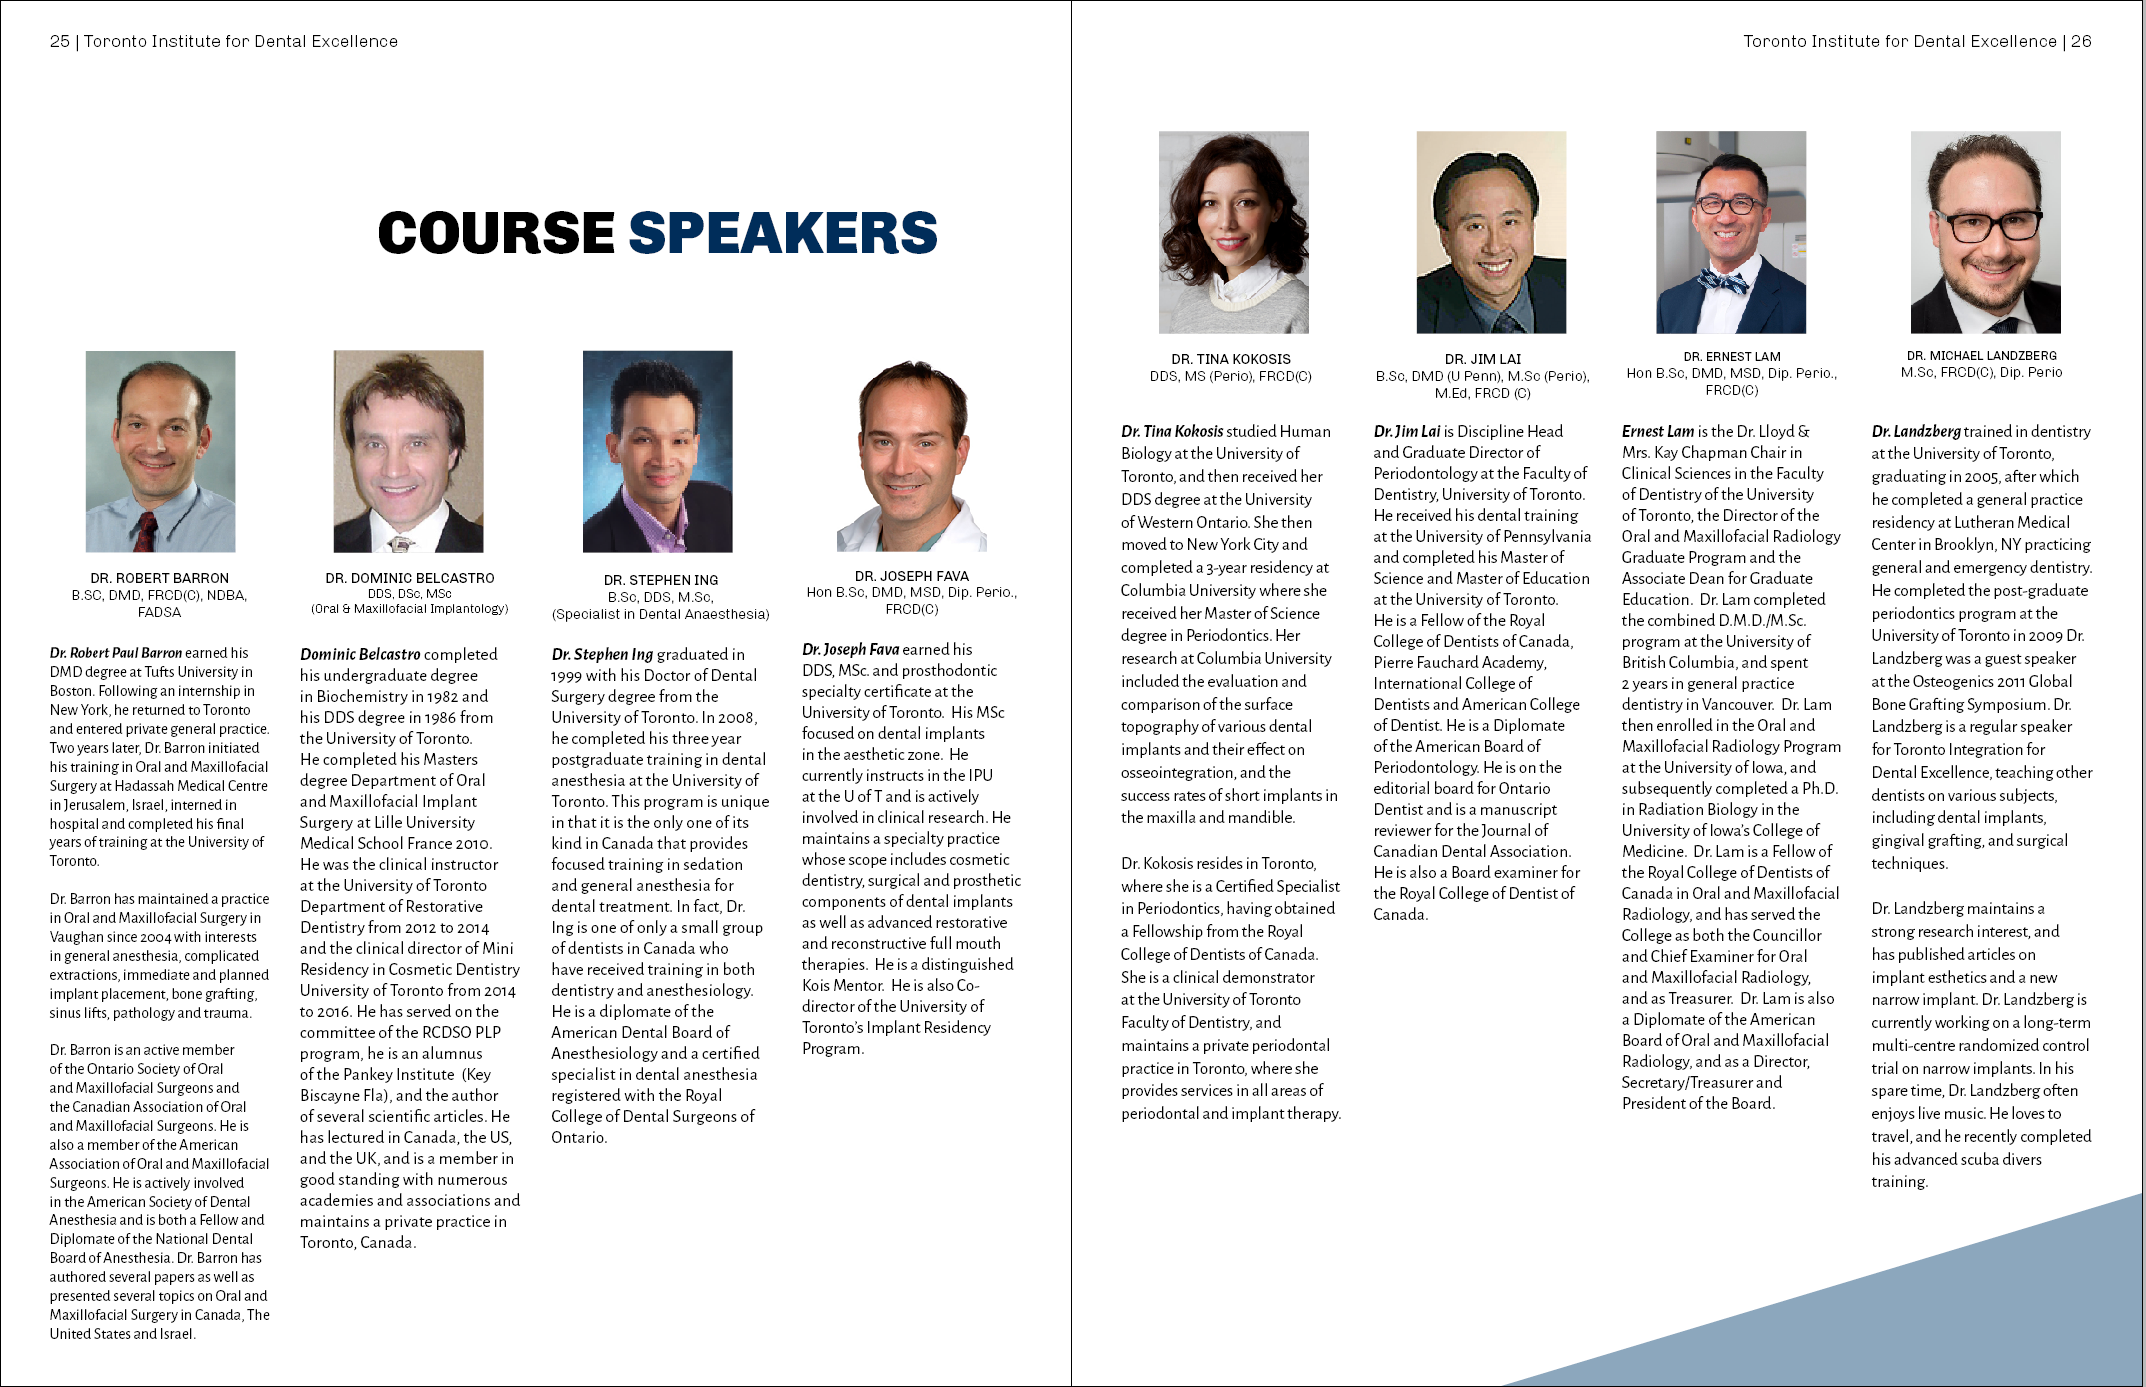 25 | Toronto Institute for Dental Excellence
COURSE SPEAKERS
DR. ROBERT BARRON
B.SC, DMD, FRCD(C), NDBA,
FADSA
Dr. Robert Paul Barron earned his
DMD degree at Tufts University in
Boston. Following an internship in
New York, he returned to Toronto
and entered private general practice.
Two years later, Dr. Barron initiated
his training in Oral and Maxillofacial
Surgery at Hadassah Medical Centre
in Jerusalem, Israel, interned in
hospital and completed his final
years of training at the University of
Toronto.
Dr. Barron has maintained a practice
in Oral and Maxillofacial Surgery in
Vaughan since 2004 with interests
in general anesthesia, complicated
extractions, immediate and planned
implant placement, bone grafting,
sinus lifts, pathology and trauma.
Dr. Barron is an active member
of the Ontario Society of Oral
and Maxillofacial Surgeons and
the Canadian Association of Oral
and Maxillofacial Surgeons. He is
also a member of the American
Association of Oral and Maxillofacial
Surgeons. He is actively involved
in the American Society of Dental
Anesthesia and is both a Fellow and
Diplomate of the National Dental
Board of Anesthesia. Dr. Barron has
authored several papers as well as
presented several topics on Oral and
Maxillofacial Surgery in Canada, The
United States and Israel.
DR. DOMINIC BELCASTRO
DDS, DSc, MSc
(Oral & Maxillofacial Implantology)
Dominic Belcastro completed
his undergraduate degree
in Biochemistry in 1982 and
his DDS degree in 1986 from
the University of Toronto.
He completed his Masters
degree Department of Oral
and Maxillofacial Implant
Surgery at Lille University
Medical School France 2010.
He was the clinical instructor
at the University of Toronto
Department of Restorative
Dentistry from 2012 to 2014
and the clinical director of Mini
Residency in Cosmetic Dentistry
University of Toronto from 2014
to 2016. He has served on the
committee of the RCDSO PLP
program, he is an alumnus
of the Pankey Institute  (Key
Biscayne Fla), and the author
of several scientific articles. He
has lectured in Canada, the US,
and the UK, and is a member in
good standing with numerous
academies and associations and
maintains a private practice in
Toronto, Canada.
DR. STEPHEN ING
B.Sc, DDS, M.Sc,
(Specialist in Dental Anaesthesia)
Dr. Stephen Ing graduated in
1999 with his Doctor of Dental
Surgery degree from the
University of Toronto. In 2008,
he completed his three year
postgraduate training in dental
anesthesia at the University of
Toronto. This program is unique
in that it is the only one of its
kind in Canada that provides
focused training in sedation
and general anesthesia for
dental treatment. In fact, Dr.
Ing is one of only a small group
of dentists in Canada who
have received training in both
dentistry and anesthesiology.
He is a diplomate of the
American Dental Board of
Anesthesiology and a certified
specialist in dental anesthesia
registered with the Royal
College of Dental Surgeons of
Ontario.
DR. JOSEPH FAVA
Hon B.Sc, DMD, MSD, Dip. Perio.,
FRCD(C)
Dr. Joseph Fava earned his
DDS, MSc. and prosthodontic
specialty certificate at the
University of Toronto.  His MSc
focused on dental implants
in the aesthetic zone.  He
currently instructs in the IPU
at the U of T and is actively
involved in clinical research. He
maintains a specialty practice
whose scope includes cosmetic
dentistry, surgical and prosthetic
components of dental implants
as well as advanced restorative
and reconstructive full mouth
therapies.  He is a distinguished
Kois Mentor.  He is also Co-
director of the University of
Toronto's Implant Residency
Program.
Toronto Institute for Dental Excellence | 26
DR. TINA KOKOSIS
DDS, MS (Perio), FRCD(C)
Dr. Tina Kokosis studied Human
Biology at the University of
Toronto, and then received her
DDS degree at the University
of Western Ontario. She then
moved to New York City and
completed a 3-year residency at
Columbia University where she
received her Master of Science
degree in Periodontics. Her
research at Columbia University
included the evaluation and
comparison of the surface
topography of various dental
implants and their effect on
osseointegration, and the
success rates of short implants in
the maxilla and mandible.
Dr. Kokosis resides in Toronto,
where she is a Certified Specialist
in Periodontics, having obtained
a Fellowship from the Royal
College of Dentists of Canada.
She is a clinical demonstrator
at the University of Toronto
Faculty of Dentistry, and
maintains a private periodontal
practice in Toronto, where she
provides services in all areas of
periodontal and implant therapy.
DR. JIM LAI
B.Sc, DMD (U Penn), M.Sc (Perio),
M.Ed, FRCD (C)
Dr. Jim Lai is Discipline Head
and Graduate Director of
Periodontology at the Faculty of
Dentistry, University of Toronto.
He received his dental training
at the University of Pennsylvania
and completed his Master of
Science and Master of Education
at the University of Toronto.
He is a Fellow of the Royal
College of Dentists of Canada,
Pierre Fauchard Academy,
International College of
Dentists and American College
of Dentist. He is a Diplomate
of the American Board of
Periodontology. He is on the
editorial board for Ontario
Dentist and is a manuscript
reviewer for the Journal of
Canadian Dental Association.
He is also a Board examiner for
the Royal College of Dentist of
Canada.
DR. ERNEST LAM
Hon B.Sc, DMD, MSD, Dip. Perio.,
FRCD(C)
Ernest Lam is the Dr. Lloyd &
Mrs. Kay Chapman Chair in
Clinical Sciences in the Faculty
of Dentistry of the University
of Toronto, the Director of the
Oral and Maxillofacial Radiology
Graduate Program and the
Associate Dean for Graduate
Education.  Dr. Lam completed
the combined D.M.D./M.Sc.
program at the University of
British Columbia, and spent
2 years in general practice
dentistry in Vancouver.  Dr. Lam
then enrolled in the Oral and
Maxillofacial Radiology Program
at the University of Iowa, and
subsequently completed a Ph.D.
in Radiation Biology in the
University of Iowa's College of
Medicine.  Dr. Lam is a Fellow of
the Royal College of Dentists of
Canada in Oral and Maxillofacial
Radiology, and has served the
College as both the Councillor
and Chief Examiner for Oral
and Maxillofacial Radiology,
and as Treasurer.  Dr. Lam is also
a Diplomate of the American
Board of Oral and Maxillofacial
Radiology, and as a Director,
Secretary/Treasurer and
President of the Board.
DR. MICHAEL LANDZBERG
M.Sc, FRCD(C), Dip. Perio
Dr. Landzberg trained in dentistry
at the University of Toronto,
graduating in 2005, after which
he completed a general practice
residency at Lutheran Medical
Center in Brooklyn, NY practicing
general and emergency dentistry.
He completed the post-graduate
periodontics program at the
University of Toronto in 2009 Dr.
Landzberg was a guest speaker
at the Osteogenics 2011 Global
Bone Grafting Symposium. Dr.
Landzberg is a regular speaker
for Toronto Integration for
Dental Excellence, teaching other
dentists on various subjects,
including dental implants,
gingival grafting, and surgical
techniques.
Dr. Landzberg maintains a
strong research interest, and
has published articles on
implant esthetics and a new
narrow implant. Dr. Landzberg is
currently working on a long-term
multi-centre randomized control
trial on narrow implants. In his
spare time, Dr. Landzberg often
enjoys live music. He loves to
travel, and he recently completed
his advanced scuba divers
training.